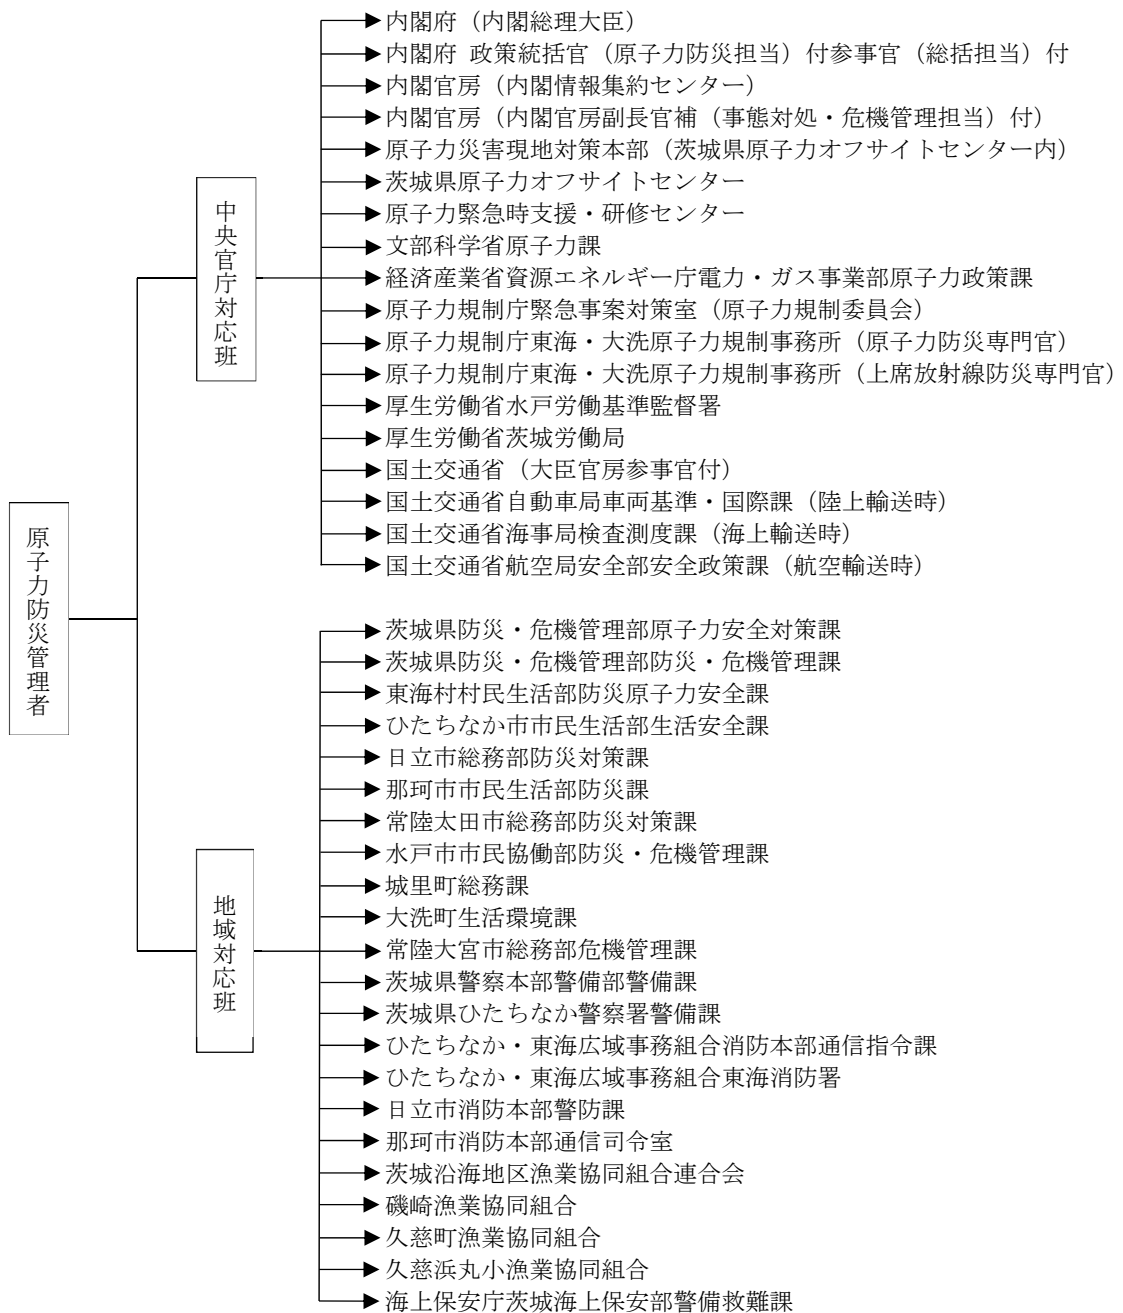 原子力防災管理者
中央官庁対応班
内閣府（内閣総理大臣）
内閣府 政策統括官（原子力防災担当）付参事官（総括担当）付
内閣官房（内閣情報集約センター）
内閣官房（内閣官房副長官補（事態対処・危機管理担当）付）
原子力災害現地対策本部（茨城県原子力オフサイトセンター内）
茨城県原子力オフサイトセンター
原子力緊急時支援・研修センター
文部科学省原子力課
経済産業省資源エネルギー庁電力・ガス事業部原子力政策課
原子力規制庁緊急事案対策室（原子力規制委員会）
原子力規制庁東海・大洗原子力規制事務所（原子力防災専門官）
原子力規制庁東海・大洗原子力規制事務所（上席放射線防災専門官）
厚生労働省水戸労働基準監督署
厚生労働省茨城労働局
国土交通省（大臣官房参事官付）
国土交通省自動車局車両基準・国際課（陸上輸送時）
国土交通省海事局検査測度課（海上輸送時）
国土交通省航空局安全部安全政策課（航空輸送時）
地域対応班
茨城県防災・危機管理部原子力安全対策課
茨城県防災・危機管理部防災・危機管理課
東海村村民生活部防災原子力安全課
ひたちなか市市民生活部生活安全課
日立市総務部防災対策課
那珂市市民生活部防災課
常陸太田市総務部防災対策課
水戸市市民協働部防災・危機管理課
城里町総務課
大洗町生活環境課
常陸大宮市総務部危機管理課
茨城県警察本部警備部警備課
茨城県ひたちなか警察署警備課
ひたちなか・東海広域事務組合消防本部通信指令課
ひたちなか・東海広域事務組合東海消防署
日立市消防本部警防課
那珂市消防本部通信司令室
茨城沿海地区漁業協同組合連合会
磯崎漁業協同組合
久慈町漁業協同組合
久慈浜丸小漁業協同組合
海上保安庁茨城海上保安部警備救難課